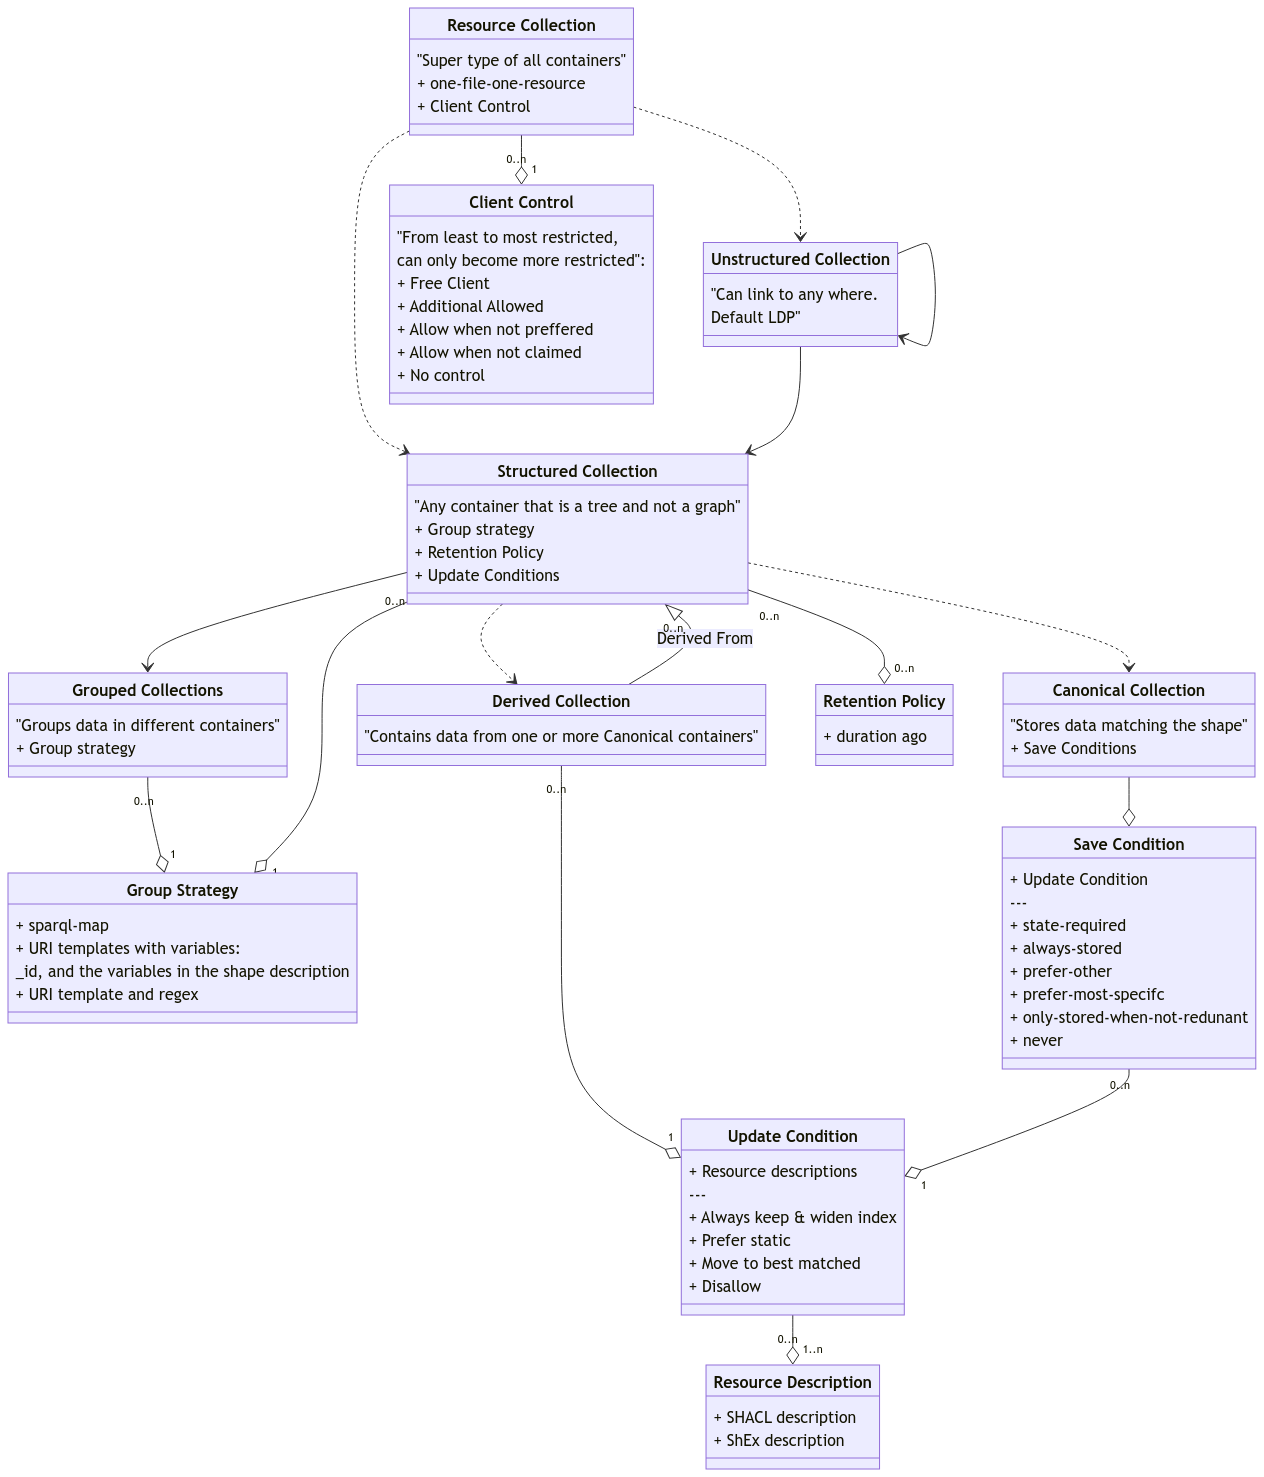 Resource Collection
"Super type of all containers"
+ one-file-one-resource
+ Client Control
0..n
1
Client Control
"From least to most restricted,
can only become more restricted":
+ Free Client
+ Additional Allowed
+ Allow when not preffered
+ Allow when not claimed
+ No control
Unstructured Collection
"Can link to any where.
Default LDP"
Structured Collection
"Any container that is a tree and not a graph"
+ Group strategy
+ Retention Policy
+ Update Conditions
0..n
0..n
0..n
Derived From
0..n
Grouped Collections
"Groups data in different containers"
+ Group strategy
Derived Collection
"Contains data from one or more Canonical containers"
Retention Policy
+ duration ago
Canonical Collection
"Stores data matching the shape"
+ Save Conditions
0..n
0..n
1
1
Group Strategy
+ sparql-map
+ URI templates with variables:
_id, and the variables in the shape description
+ URI template and regex
Save Condition
+ Update Condition
---
+ state-required
+ always-stored
+ prefer-other
+ prefer-most-specifc
+ only-stored-when-not-redunant
+ never
0..n
1
1
Update Condition
+ Resource descriptions
---
+ Always keep & widen index
+ Prefer static
+ Move to best matched
+ Disallow
0..n
1..n
Resource Description
+ SHACL description
+ ShEx description